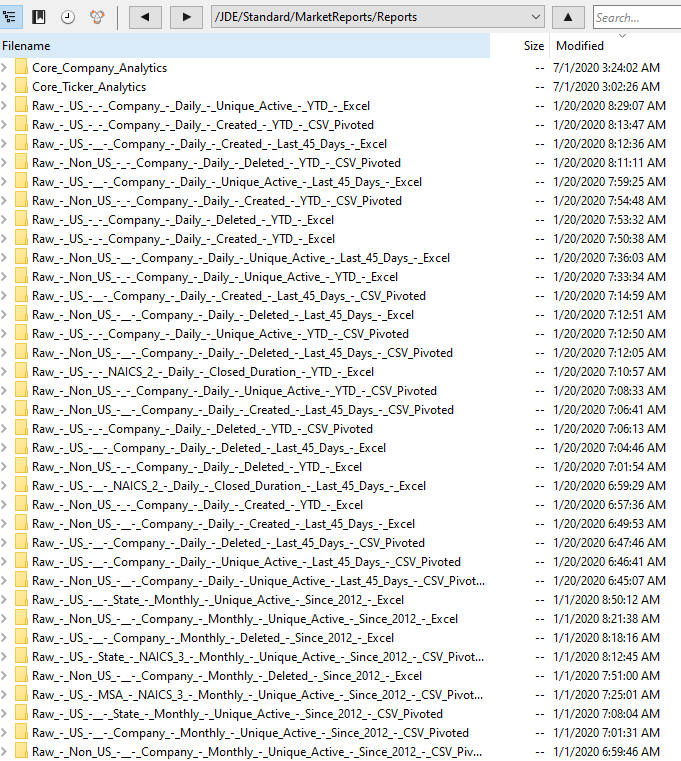 /JDE/Standard/MarketReports/Reports Search...
Filename Size Modified
Core_Company_Analytics -- 7/1/2020 3:24:02 AM
Core_Ticker_Analytics -- 7/1/2020 3:02:26 AM
Raw_-_US_-_-_Company_-_Daily_-_Unique_Active_-_YTD_-_Excel -- 1/20/2020 8:29:07 AM
Raw_-_US_-_-_Company_-_Daily_-_Created_-_YTD_-_CSV_Pivoted -- 1/20/2020 8:13:47 AM
Raw_-_US_-__-_Company_-_Daily_-_Created_-_Last_45_Days_-_Excel -- 1/20/2020 8:12:36 AM
Raw_-_Non_US_-_-_Company_-_Daily_-_Deleted_-_YTD_-_CSV_Pivoted -- 1/20/2020 8:11:11 AM
Raw_-_US_-__-_Company_-_Daily_-_Unique_Active_-_Last_45_Days_-_Excel -- 1/20/2020 7:59:25 AM
Raw_-_Non_US_-_-_Company_-_Daily_-_Created_-_YTD_-_CSV_Pivoted -- 1/20/2020 7:54:48 AM
Raw_-_US_-_-_Company_-_Daily_-_Deleted_-_YTD_-_Excel -- 1/20/2020 7:53:32 AM
Raw_-_US_-_-_Company_-_Daily_-_Created_-_YTD_-_Excel -- 1/20/2020 7:50:38 AM
Raw_-_Non_US_-__-_Company_-_Daily_-_Unique_Active_-_Last_45_Days_-_Excel -- 1/20/2020 7:36:03 AM
Raw_-_Non_US_-_-_Company_-_Daily_-_Unique_Active_-_YTD_-_Excel -- 1/20/2020 7:33:34 AM
Raw_-_US_-__-_Company_-_Daily_-_Created_-_Last_45_Days_-_CSV_Pivoted -- 1/20/2020 7:14:59 AM
Raw_-_Non_US_-__-_Company_-_Daily_-_Deleted_-_Last_45_Days_-_Excel -- 1/20/2020 7:12:51 AM
Raw_-_US_-_-_Company_-_Daily_-_Unique_Active_-_YTD_-_CSV_Pivoted -- 1/20/2020 7:12:50 AM
Raw_-_Non_US_-__-_Company_-_Daily_-_Deleted_-_Last_45_Days_-_CSV_Pivoted -- 1/20/2020 7:12:05 AM
Raw_-_US_-_-_NAICS_2_-_Daily_-_Closed_Duration_-_YTD_-_Excel -- 1/20/2020 7:10:57 AM
Raw_-_Non_US_-_-_Company_-_Daily_-_Unique_Active_-_YTD_-_CSV_Pivoted -- 1/20/2020 7:08:33 AM
Raw_-_Non_US_-__-_Company_-_Daily_-_Created_-_Last_45_Days_-_CSV_Pivoted -- 1/20/2020 7:06:41 AM
Raw_-_US_-_-_Company_-_Daily_-_Deleted_-_YTD_-_CSV_Pivoted -- 1/20/2020 7:06:13 AM
Raw_-_US_-__-_Company_-_Daily_-_Deleted_-_Last_45_Days_-_Excel -- 1/20/2020 7:04:46 AM
Raw_-_Non_US_-_-_Company_-_Daily_-_Deleted_-_YTD_-_Excel -- 1/20/2020 7:01:54 AM
Raw_-_US_-__-_NAICS_2_-_Daily_-_Closed_Duration_-_Last_45_Days_-_Excel -- 1/20/2020 6:59:29 AM
Raw_-_Non_US_-_-_Company_-_Daily_-_Created_-_YTD_-_Excel -- 1/20/2020 6:57:36 AM
Raw_-_Non_US_-__-_Company_-_Daily_-_Created_-_Last_45_Days_-_Excel -- 1/20/2020 6:49:53 AM
Raw_-_US_-__-_Company_-_Daily_-_Deleted_-_Last_45_Days_-_CSV_Pivoted -- 1/20/2020 6:47:46 AM
Raw_-_US_-__-_Company_-_Daily_-_Unique_Active_-_Last_45_Days_-_CSV_Pivoted -- 1/20/2020 6:46:41 AM
Raw_-_Non_US_-__-_Company_-_Daily_-_Unique_Active_-_Last_45_Days_-_CSV_Pivot... -- 1/20/2020 6:45:07 AM
Raw_-_US_-__-_State_-_Monthly_-_Unique_Active_-_Since_2012_-_Excel -- 1/1/2020 8:50:12 AM
Raw_-_Non_US_-__-_Company_-_Monthly_-_Unique_Active_-_Since_2012_-_Excel -- 1/1/2020 8:21:38 AM
Raw_-_US_-__-_Company_-_Monthly_-_Deleted_-_Since_2012_-_Excel -- 1/1/2020 8:18:16 AM
Raw_-_US_-_State_-_NAICS_3_-_Monthly_-_Unique_Active_-_Since_2012_-_CSV_Pivot... -- 1/1/2020 8:12:45 AM
Raw_-_Non_US_-__-_Company_-_Monthly_-_Deleted_-_Since_2012_-_Excel -- 1/1/2020 7:51:00 AM
Raw_-_US_-_MSA_-_NAICS_3_-_Monthly_-_Unique_Active_-_Since_2012_-_CSV_Pivot... -- 1/1/2020 7:25:01 AM
Raw_-_US_-__-_State_-_Monthly_-_Unique_Active_-_Since_2012_-_CSV_Pivoted -- 1/1/2020 7:08:04 AM
Raw_-_US_-__-_Company_-_Monthly_-_Unique_Active_-_Since_2012_-_CSV_Pivoted -- 1/1/2020 7:01:31 AM
Raw_-_Non_US_-__-_Company_-_Monthly_-_Unique_Active_-_Since_2012_-_CSV_Piv... -- 1/1/2020 6:59:46 AM